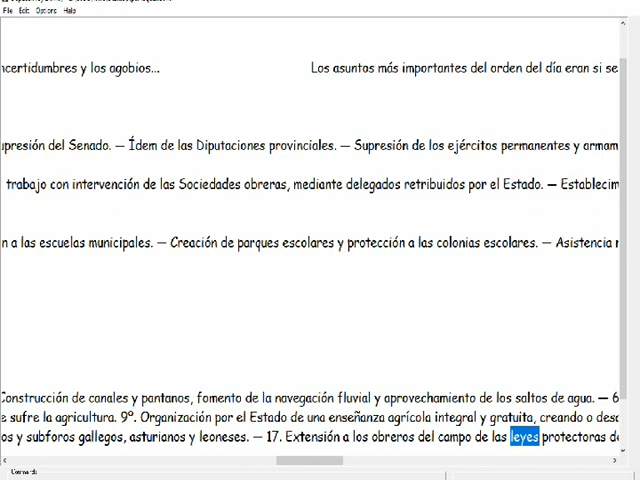 File Edit Options Help
ncertidumbres y los agobios... Los asuntos más importantes del orden del día eran si se
upresión del Senado. — Ídem de las Diputaciones provinciales. — Supresión de los ejércitos permanentes y armam
trabajo con intervención de las Sociedades obreras, mediante delegados retribuidos por el Estado. — Establecim
n a las escuelas municipales. — Creación de parques escolares y protección a las colonias escolares. — Asistencia
Construcción de canales y pantanos, fomento de la navegación fluvial y aprovechamiento de los saltos de agua. — 6
e sufre la agricultura. 9º. Organización por el Estado de una enseñanza agrícola integral y gratuita, creando o desa
os y subforos gallegos, asturianos y leoneses. — 17. Extensión a los obreros del campo de las leyes protectoras de
Commands